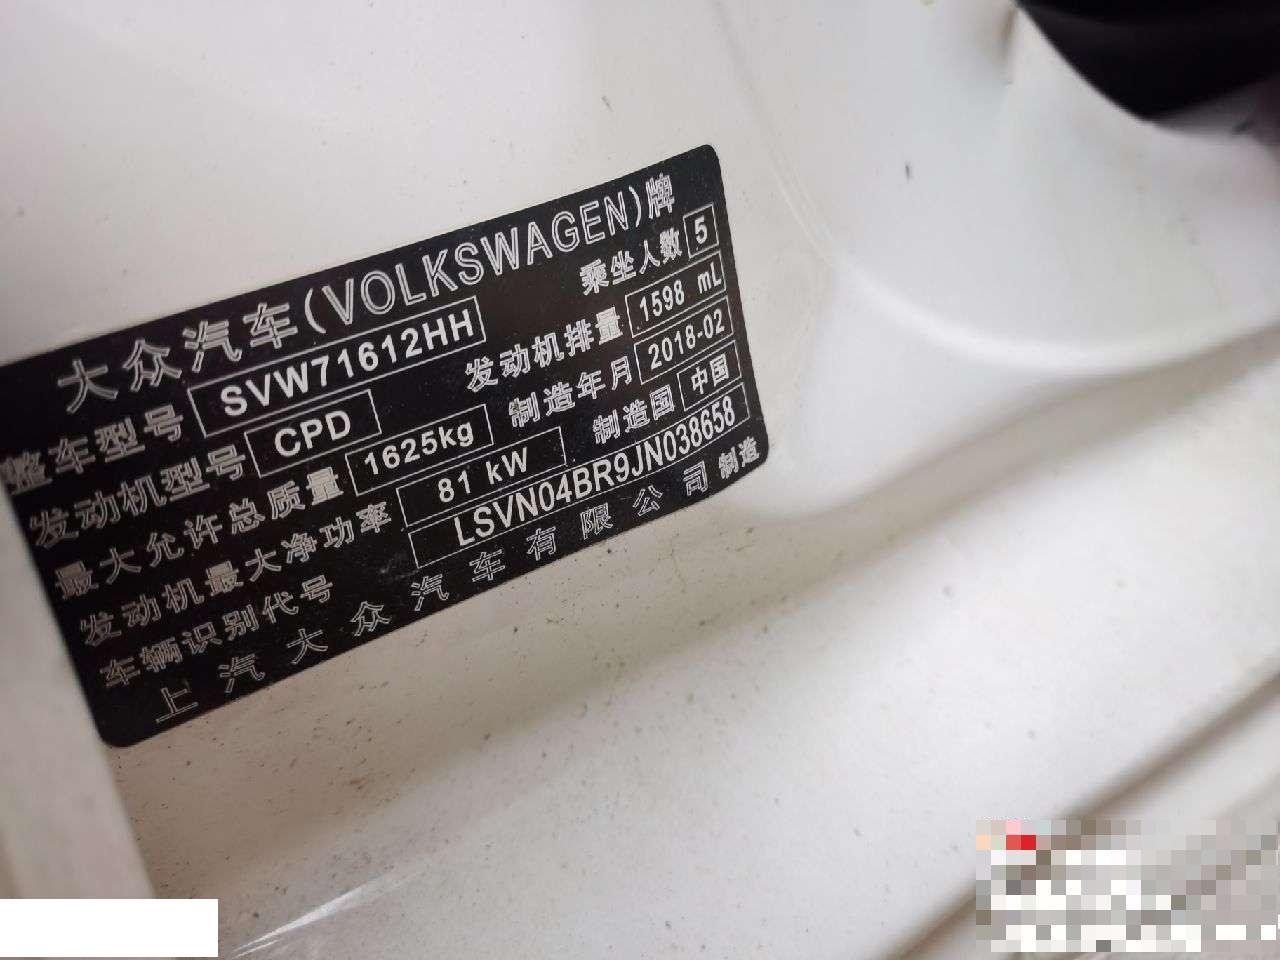 大众汽车(VOLKSWAGEN)牌
整车型号 SVW71612HH 乘坐人数 5
发动机型号 CPD 发动机排量 1598 mL
最大允许总质量 1625kg 制造年月 2018-02
发动机最大净功率 81 kW 制造国 中国
车辆识别代号 LSVN04BR9JN038658
上汽大众汽车有限公司 制造